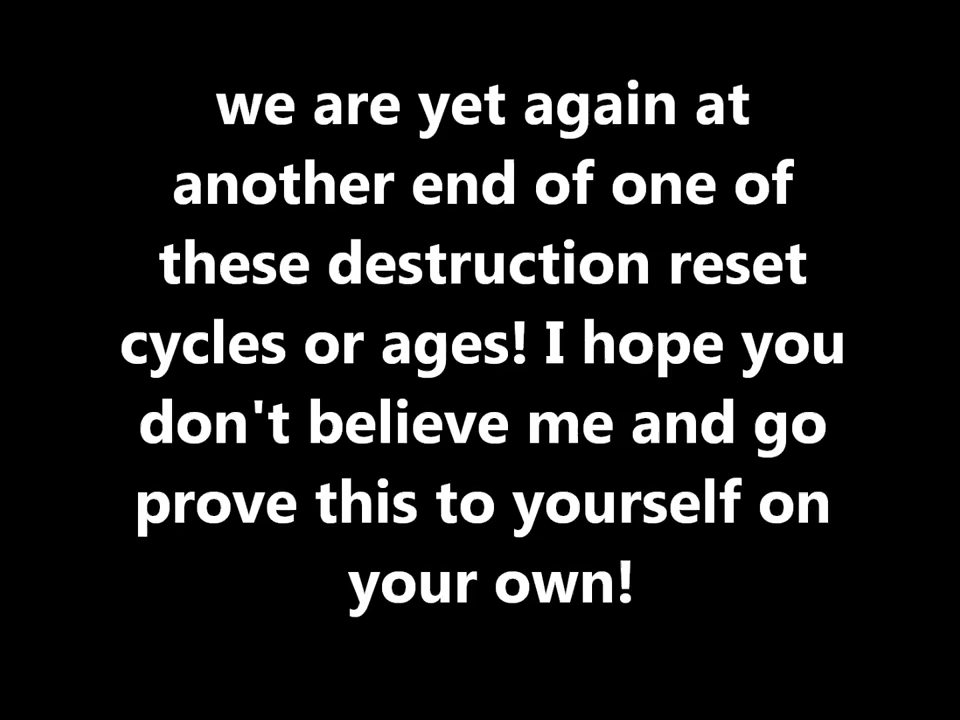 we are yet again at
another end of one of
these destruction reset
cycles or ages! I hope you
don't believe me and go
prove this to yourself on
your own!